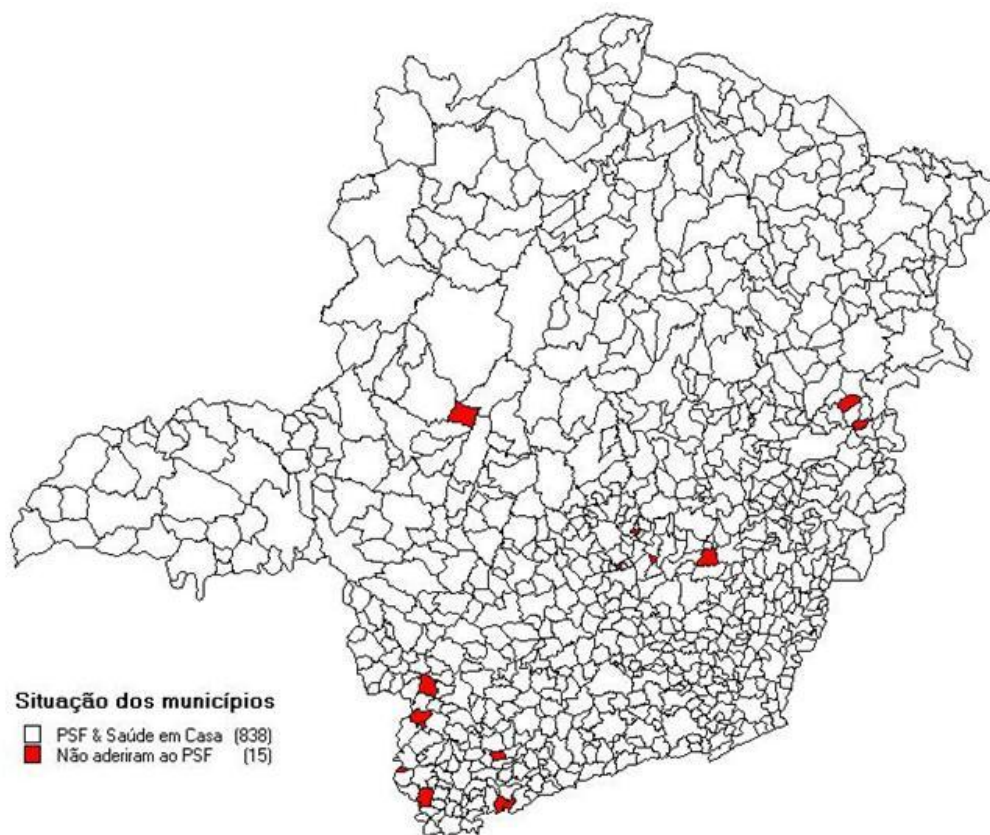 Situação dos municípios
PSF & Saúde em Casa (838)
Não aderiram ao PSF (15)